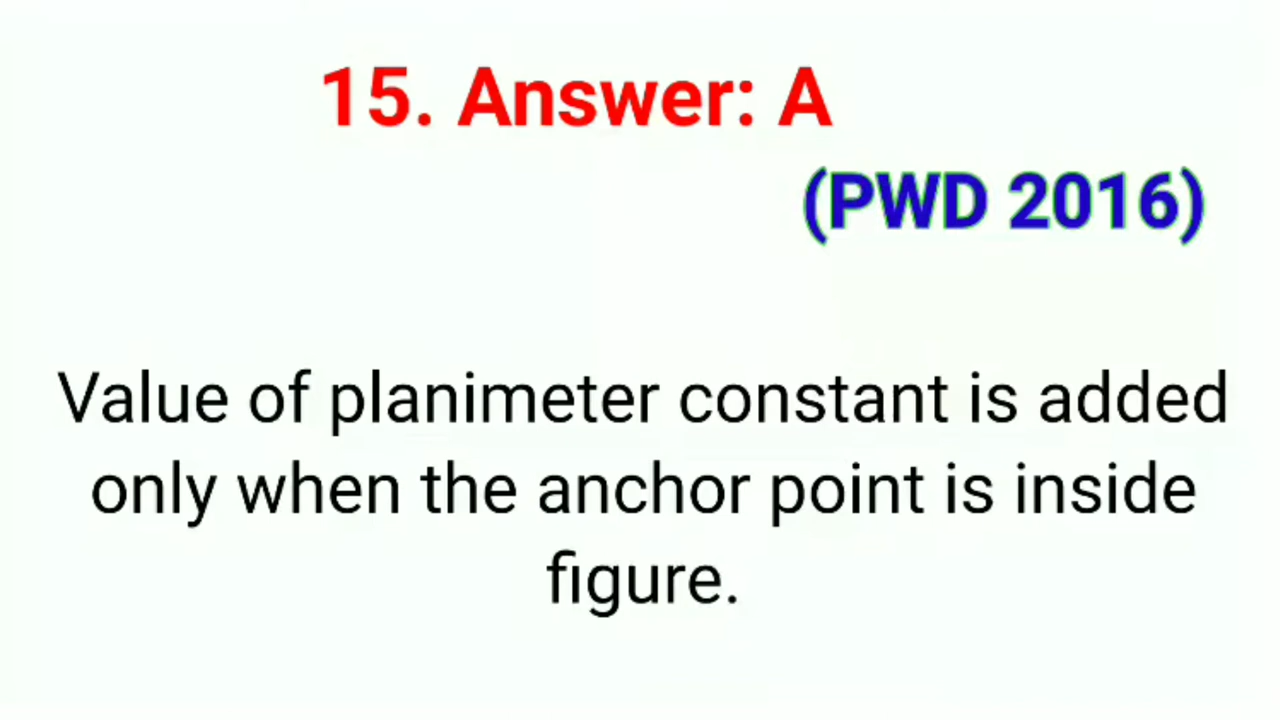 15. Answer: A
(PWD 2016)
Value of planimeter constant is added
only when the anchor point is inside
figure.